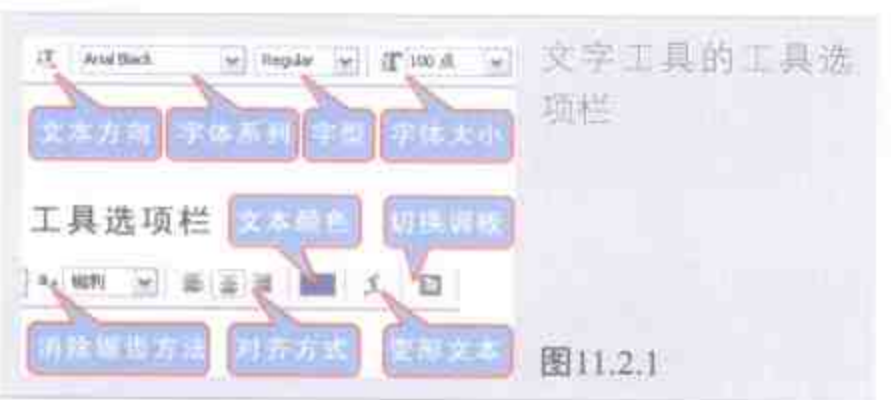 Arial Black Regular 100 点
文本方向 字体系列 字型 字体大小
工具选项栏 文本颜色 切换调板
锐利
消除锯齿方法 对齐方式 变形文本
文字工具的工具选
项栏
图11.2.1